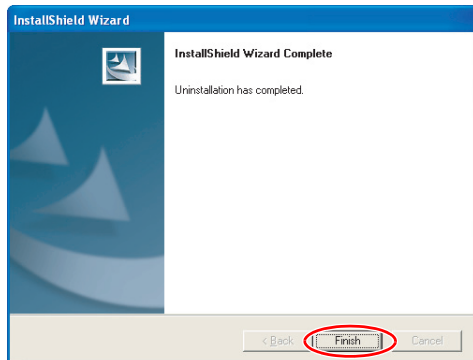 InstallShield Wizard
InstallShield Wizard Complete
Uninstallation has completed.
< Back Finish Cancel